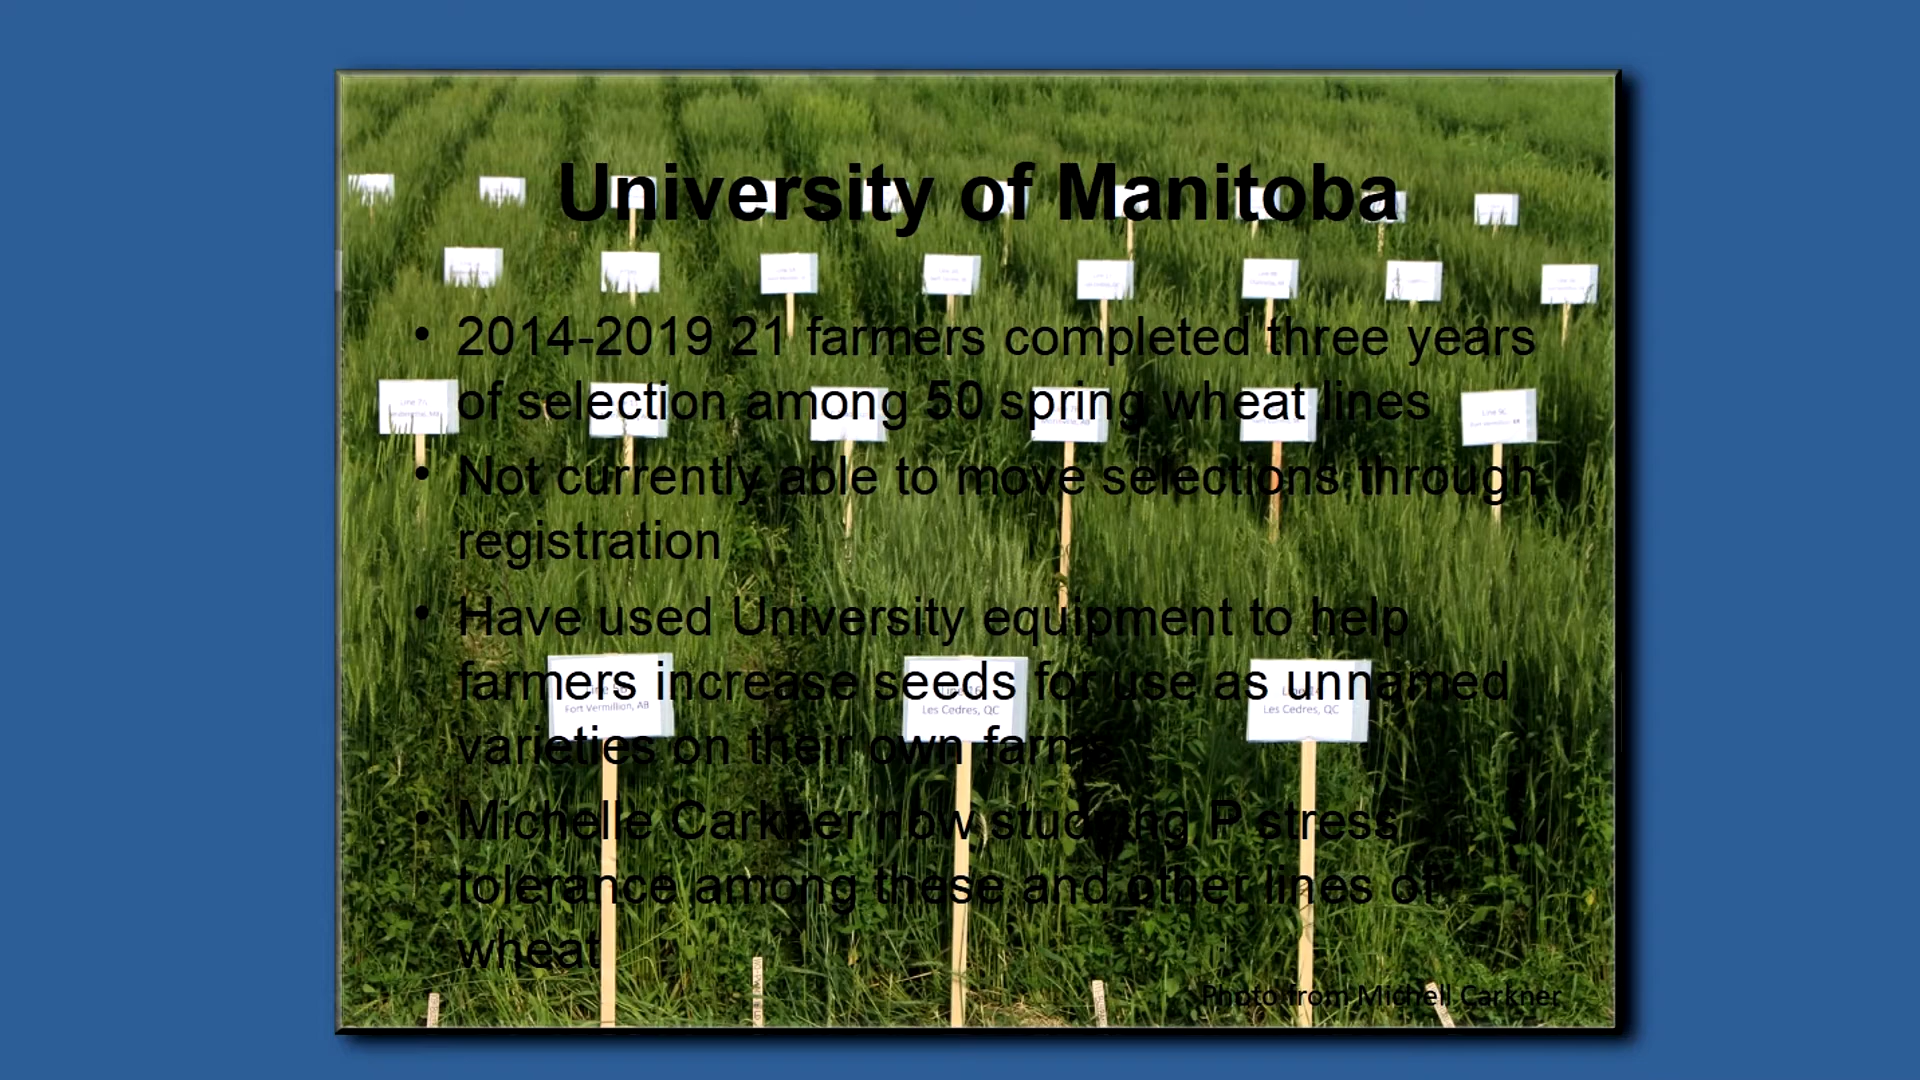 University of Manitoba
• 2014-2019 21 farmers completed three years
of selection among 50 spring wheat lines
• Not currently able to move selections through
registration
• Have used University equipment to help
farmers increase seeds for use as unnamed
varieties on their own farms
• Michelle Carkner now studying P stress
tolerance among these and other lines of
wheat
Fort Vermillion, AB
Les Cedres, QC
Les Cedres, QC
Photo from Michell Carkner